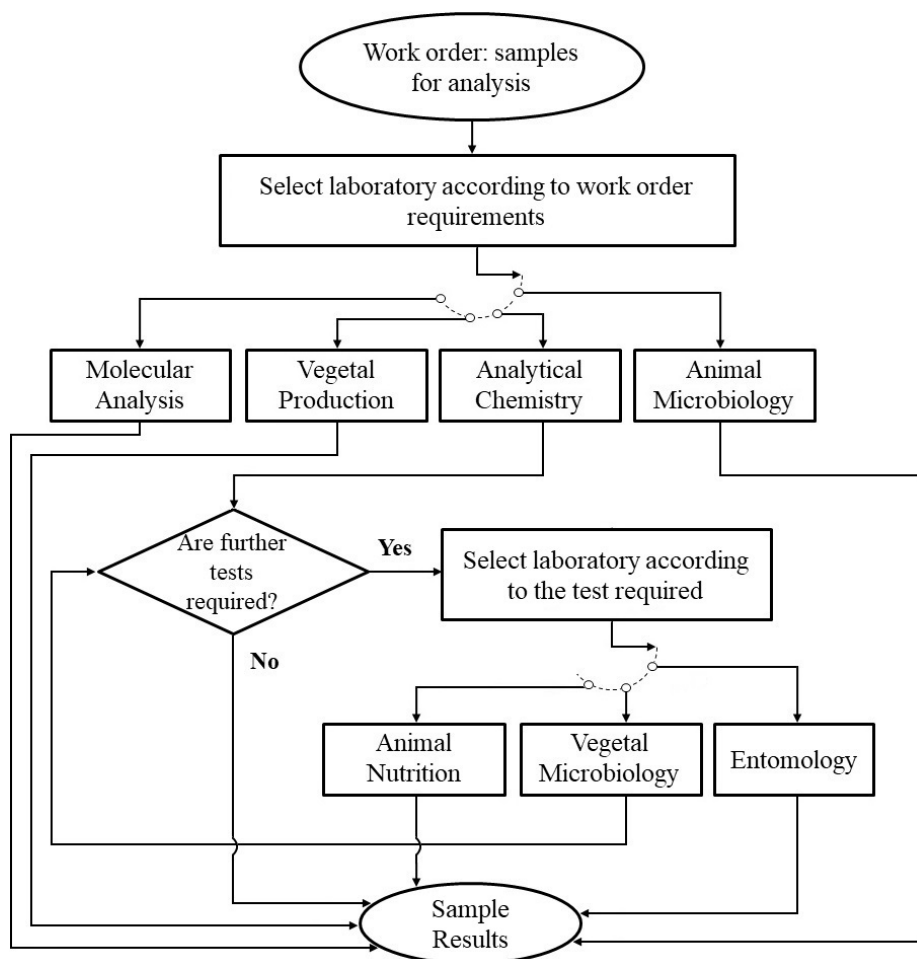 Work order: samples
for analysis
Select laboratory according to work order
requirements
Molecular
Analysis
Vegetal
Production
Analytical
Chemistry
Animal
Microbiology
Are further
tests
required?
Yes
No
Select laboratory according
to the test required
Animal
Nutrition
Vegetal
Microbiology
Entomology
Sample
Results